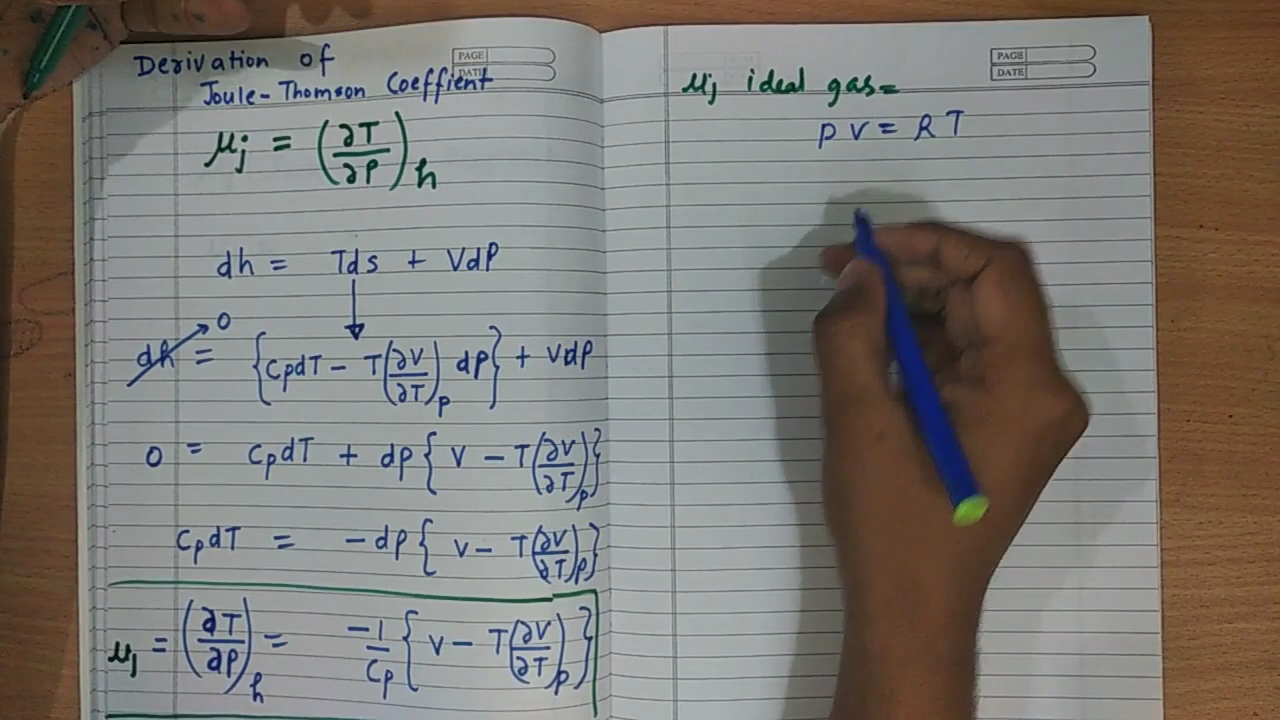 Derivation of
Joule-Thomson Coeffient
PAGE
DATE
μj = (∂T/∂P)h
dh = Tds + VdP
dh → 0 = {CpdT − T(∂V/∂T)p dp} + Vdp
0 = CpdT + dp{ V − T(∂V/∂T)p}
CpdT = −dp{ V − T(∂V/∂T)p}
μj = (∂T/∂P)h = −1/Cp { V − T(∂V/∂T)p}
PAGE
DATE
μj ideal gas=
PV = RT